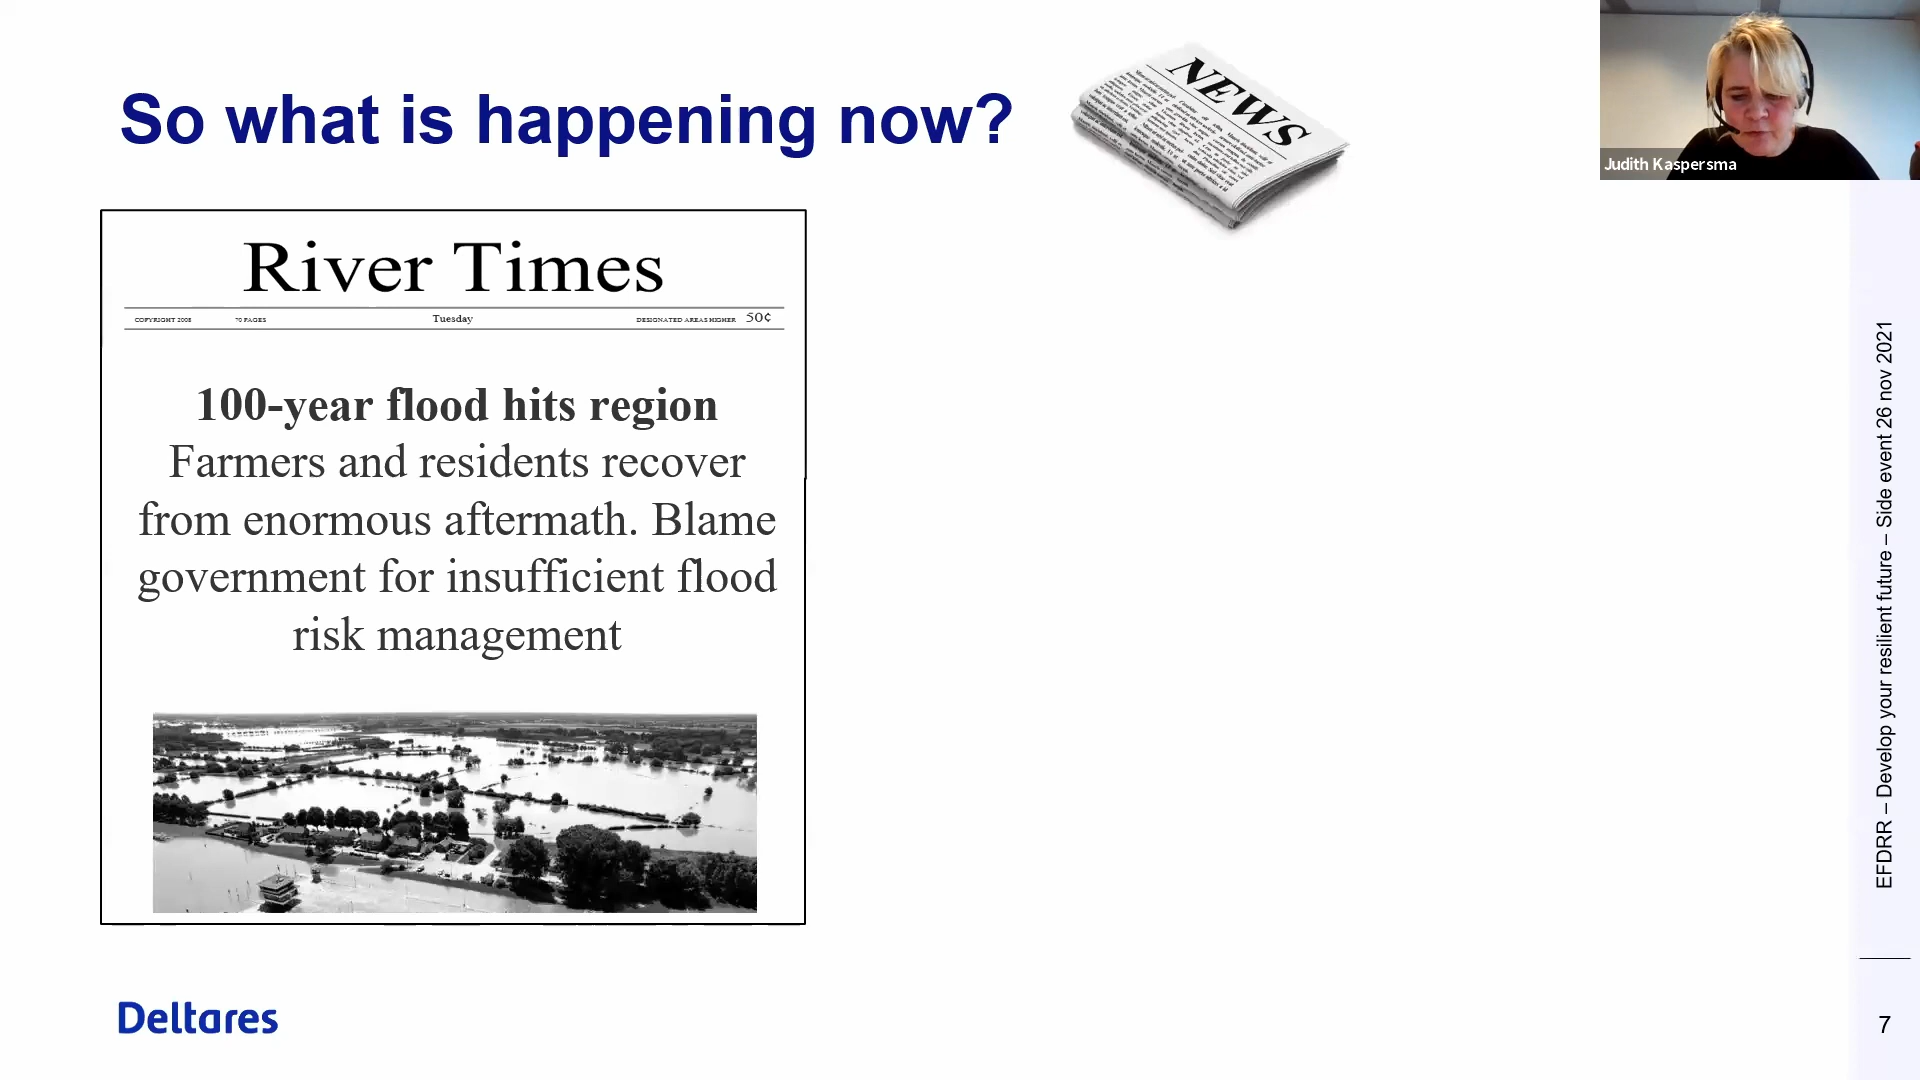 So what is happening now?
NEWS
Judith Kaspersma
River Times
COPYRIGHT 2008 70 PAGES Tuesday DESIGNATED AREAS HIGHER 50¢
100-year flood hits region
Farmers and residents recover
from enormous aftermath. Blame
government for insufficient flood
risk management
EFDRR – Develop your resilient future – Side event 26 nov 2021
Deltares
7